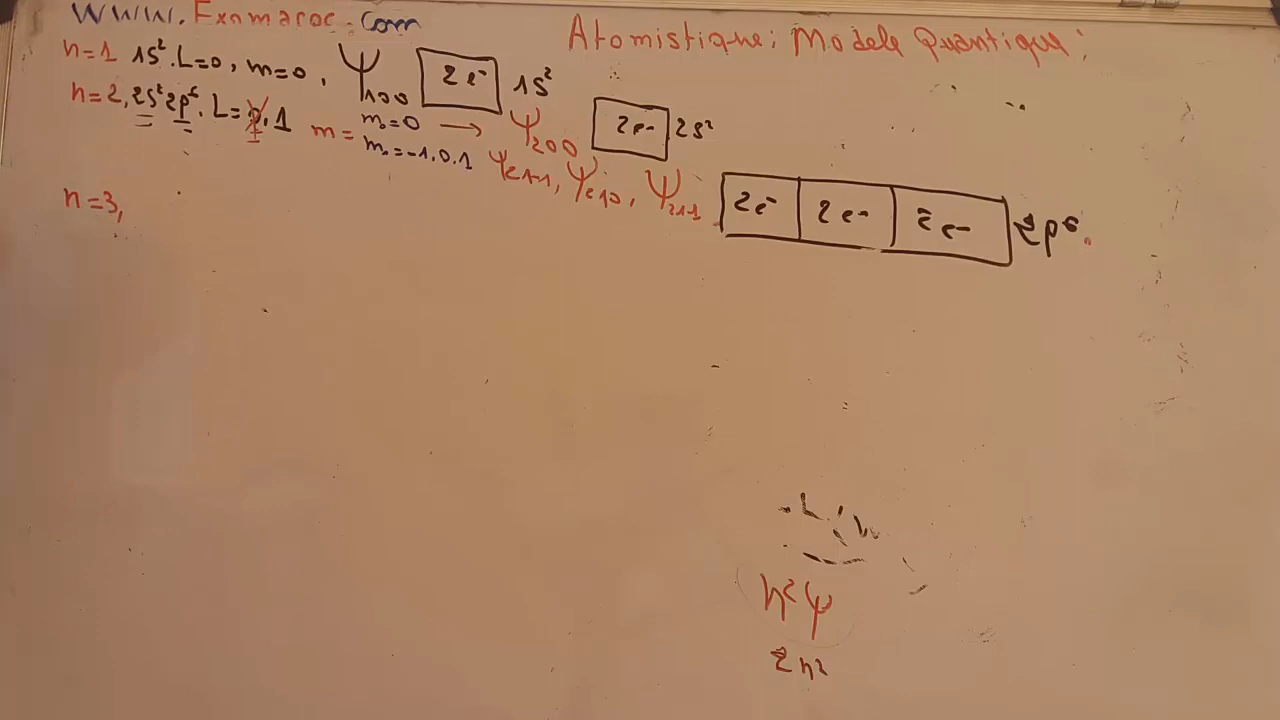 WWW.Exomaroc.com
Atomistique; Modele Quantique:
n=1 1s². L=0, m=0, Ψ100 2e⁻ 1s²
n=2, 2s² 2p⁶. L=0.1 m= m=0 → Ψ200 2e- 2s²
m=-1,0,1 Ψ21-1, Ψ210, Ψ211 2e⁻ 2e- 2e- 2p⁶.
n=3,
n²Ψ
2n²